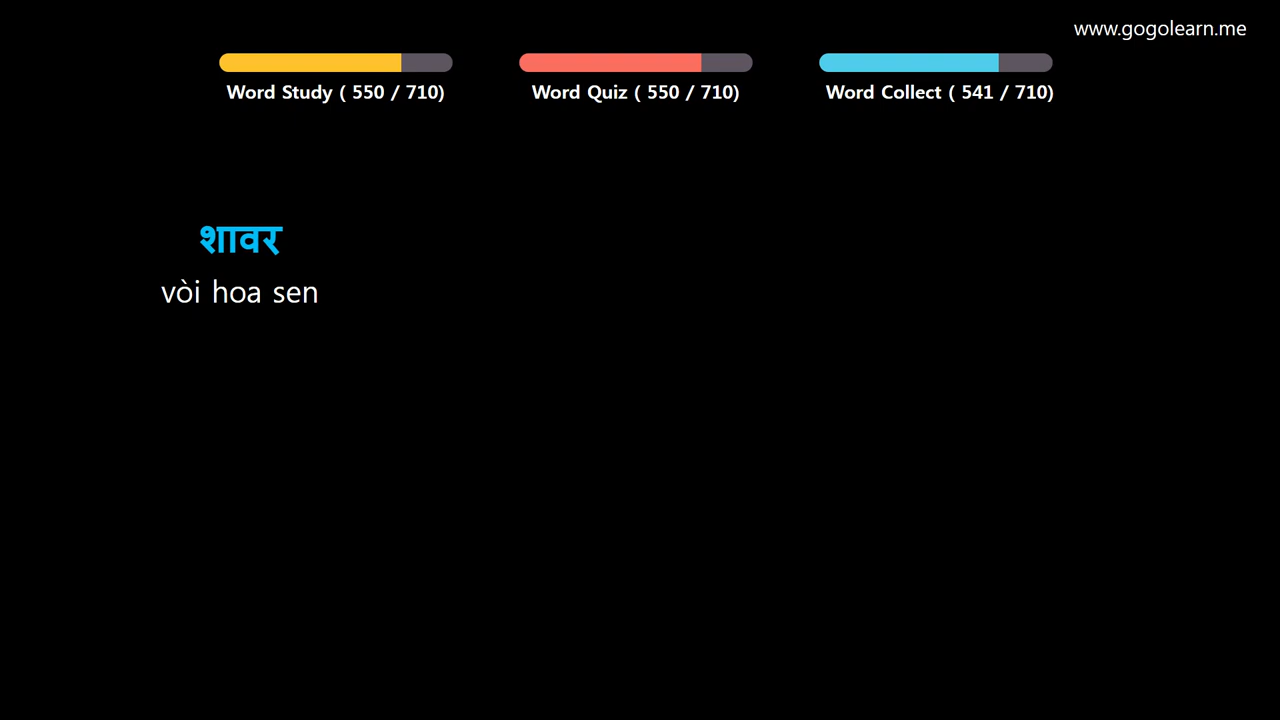 www.gogolearn.me
Word Study ( 550 / 710)
Word Quiz ( 550 / 710)
Word Collect ( 541 / 710)
शावर
vòi hoa sen